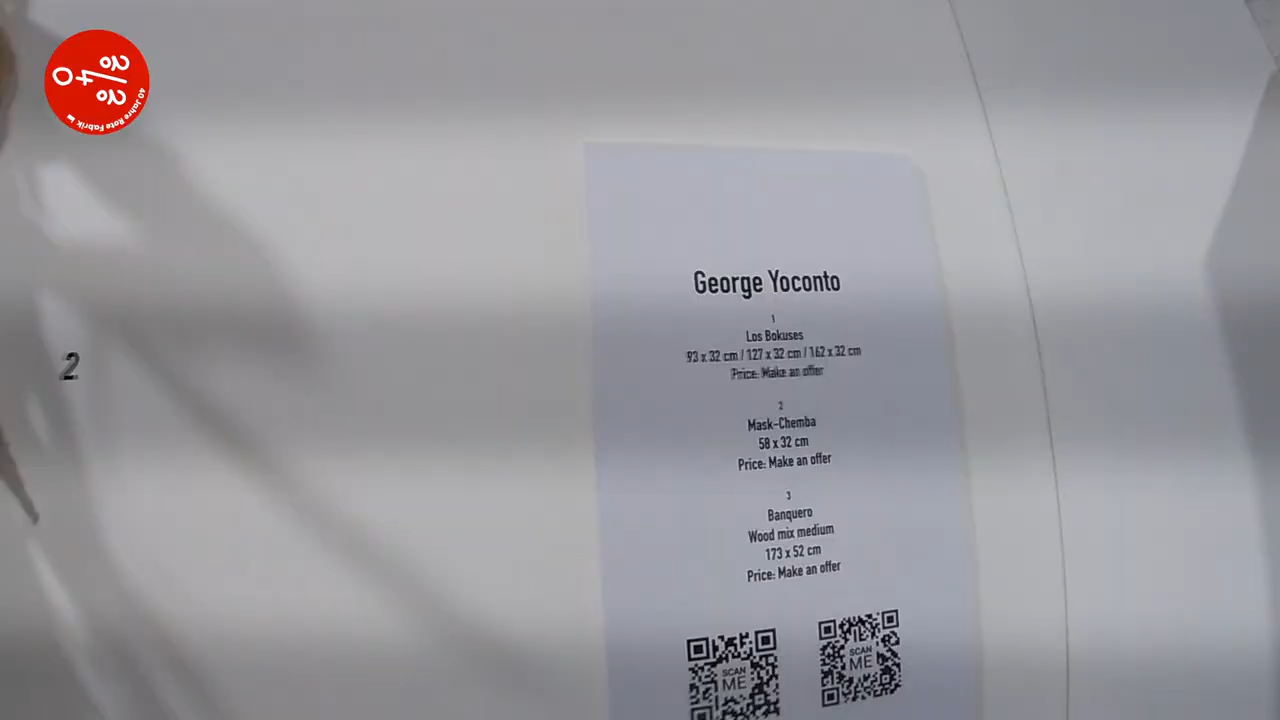 20/20
40
40 Jahre Rote Fabrik
2
George Yoconto
1
Los Bokuses
93 x 32 cm / 127 x 32 cm / 162 x 32 cm
Price: Make an offer
2
Mask-Chemba
58 x 32 cm
Price: Make an offer
3
Banquero
Wood mix medium
173 x 52 cm
Price: Make an offer
SCAN
ME
SCAN
ME